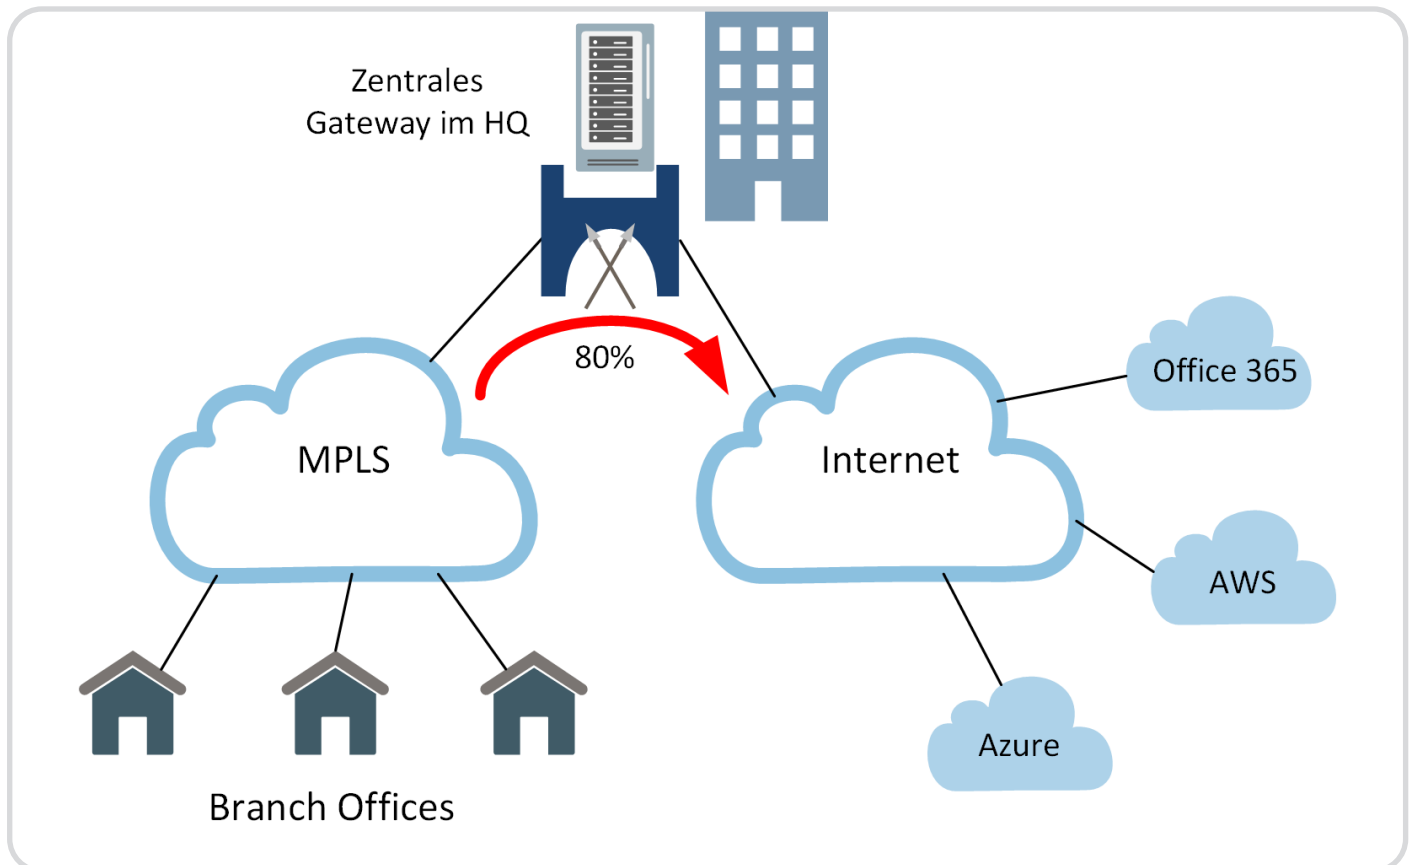 Zentrales
Gateway im HQ
80%
MPLS
Internet
Office 365
AWS
Azure
Branch Offices